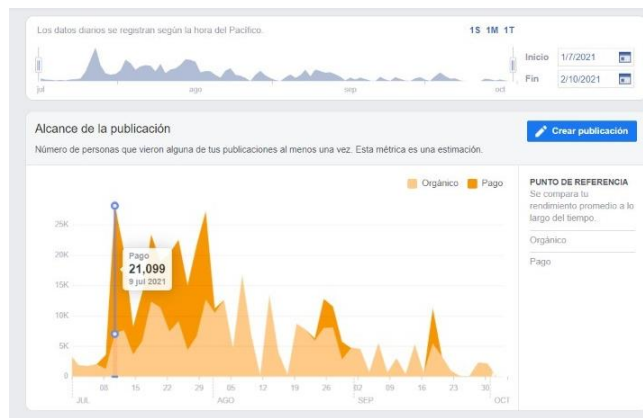 Los datos diarios se registran según la hora del Pacífico.
1S 1M 1T
Inicio 1/7/2021
Fin 2/10/2021
jul ago sep oct
Alcance de la publicación
Crear publicación
Número de personas que vieron alguna de tus publicaciones al menos una vez. Esta métrica es una estimación.
Orgánico Pago
PUNTO DE REFERENCIA
Se compara tu
rendimiento promedio a lo
largo del tiempo.
Orgánico
Pago
25K
20K
15K
10K
5K
0
Pago
21,099
9 jul 2021
08 15 22 29 05 12 19 26 02 09 16 23 30
JUL AGO SEP OCT